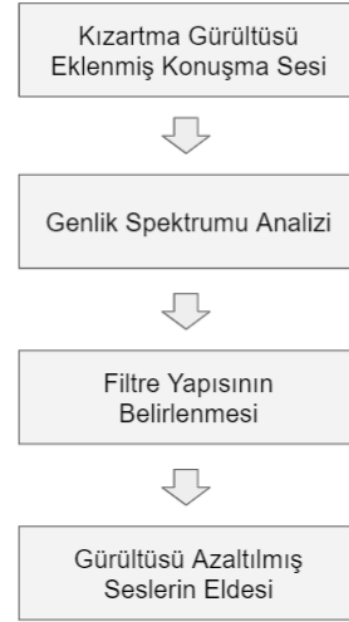 Kızartma Gürültüsü
Eklenmiş Konuşma Sesi
Genlik Spektrumu Analizi
Filtre Yapısının
Belirlenmesi
Gürültüsü Azaltılmış
Seslerin Eldesi